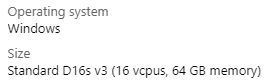 Operating system
Windows
Size
Standard D16s v3 (16 vcpus, 64 GB memory)